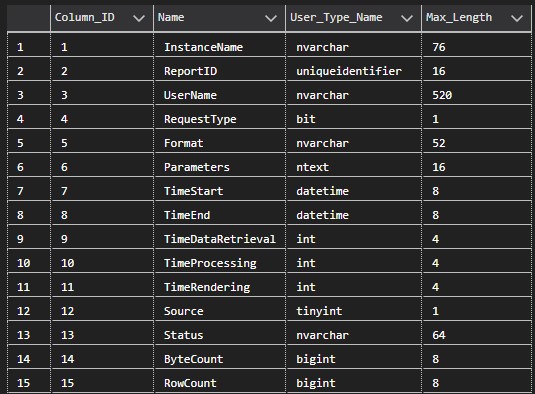 Column_ID Name User_Type_Name Max_Length
1 1 InstanceName nvarchar 76
2 2 ReportID uniqueidentifier 16
3 3 UserName nvarchar 520
4 4 RequestType bit 1
5 5 Format nvarchar 52
6 6 Parameters ntext 16
7 7 TimeStart datetime 8
8 8 TimeEnd datetime 8
9 9 TimeDataRetrieval int 4
10 10 TimeProcessing int 4
11 11 TimeRendering int 4
12 12 Source tinyint 1
13 13 Status nvarchar 64
14 14 ByteCount bigint 8
15 15 RowCount bigint 8